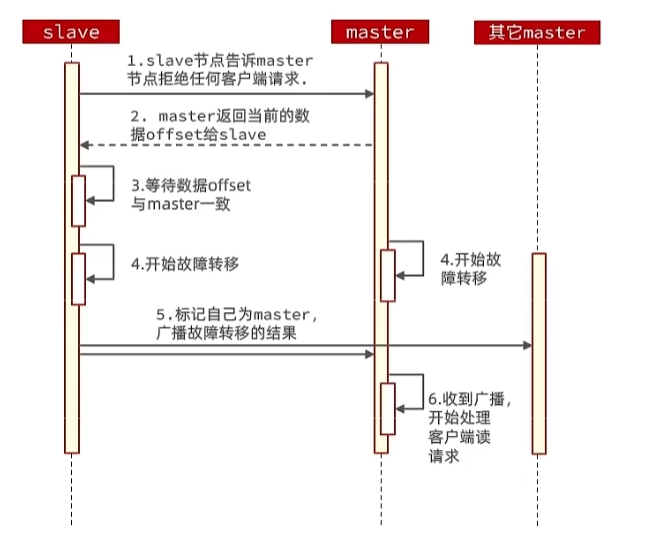 slave
master
其它master
1.slave节点告诉master
节点拒绝任何客户端请求.
2. master返回当前的数
据offset给slave
3.等待数据offset
与master一致
4.开始故障转移
4.开始故
障转移
5.标记自己为master，
广播故障转移的结果
6.收到广播，
开始处理
客户端读
请求